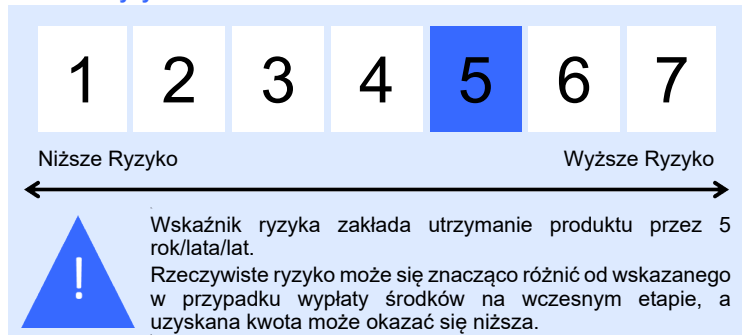 1 2 3 4 5 6 7
Niższe Ryzyko Wyższe Ryzyko
!
Wskaźnik ryzyka zakłada utrzymanie produktu przez 5
rok/lata/lat.
Rzeczywiste ryzyko może się znacząco różnić od wskazanego
w przypadku wypłaty środków na wczesnym etapie, a
uzyskana kwota może okazać się niższa.